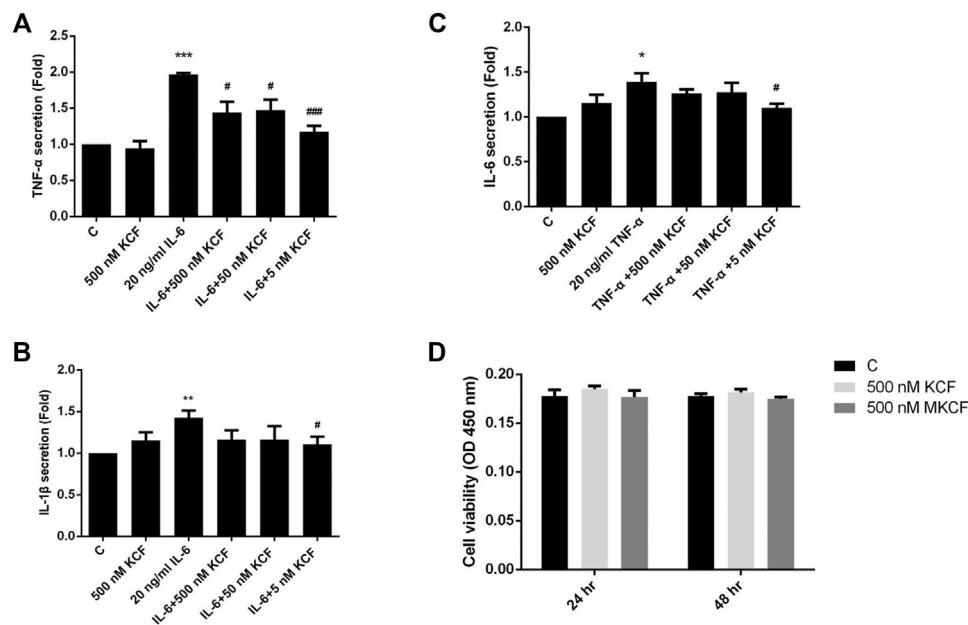 A
TNF-α secretion (Fold)
2.5
2.0
1.5
1.0
0.5
0.0
***
#
#
###
C
500 nM KCF
20 ng/ml IL-6
IL-6+500 nM KCF
IL-6+50 nM KCF
IL-6+5 nM KCF
C
IL-6 secretion (Fold)
2.0
1.5
1.0
0.5
0.0
*
#
C
500 nM KCF
20 ng/ml TNF-α
TNF-α +500 nM KCF
TNF-α +50 nM KCF
TNF-α +5 nM KCF
B
IL-1β secretion (Fold)
2.0
1.5
1.0
0.5
0.0
**
#
C
500 nM KCF
20 ng/ml IL-6
IL-6+500 nM KCF
IL-6+50 nM KCF
IL-6+5 nM KCF
D
Cell viability (OD 450 nm)
0.20
0.15
0.10
0.05
0.00
24 hr
48 hr
C
500 nM KCF
500 nM MKCF